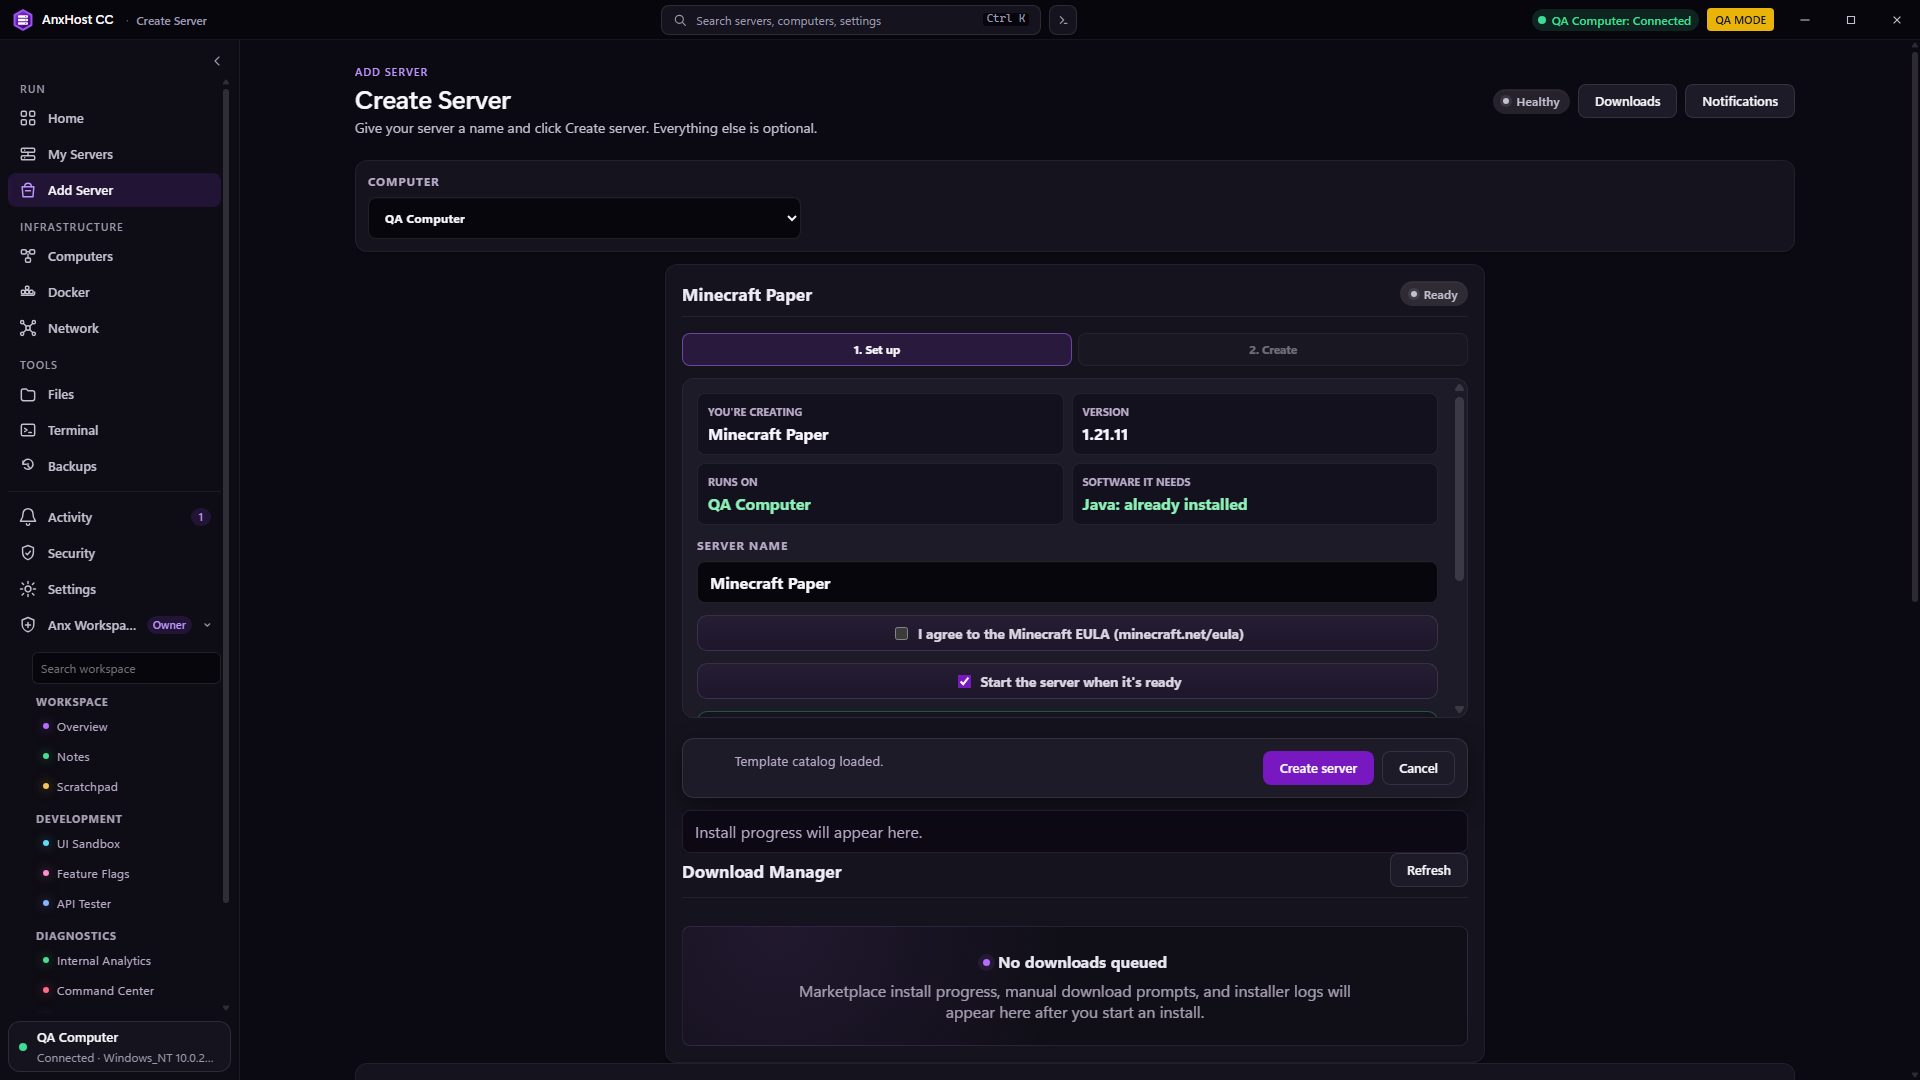 AnxHost CC · Create Server
Search servers, computers, settings Ctrl K
QA Computer: Connected
QA MODE
RUN
Home
My Servers
Add Server
INFRASTRUCTURE
Computers
Docker
Network
TOOLS
Files
Terminal
Backups
Activity 1
Security
Settings
Anx Workspa... Owner
Search workspace
WORKSPACE
Overview
Notes
Scratchpad
DEVELOPMENT
UI Sandbox
Feature Flags
API Tester
DIAGNOSTICS
Internal Analytics
Command Center
QA Computer
Connected · Windows_NT 10.0.2...
ADD SERVER
Create Server
Give your server a name and click Create server. Everything else is optional.
Healthy
Downloads
Notifications
COMPUTER
QA Computer
Minecraft Paper
Ready
1. Set up
2. Create
YOU'RE CREATING
Minecraft Paper
VERSION
1.21.11
RUNS ON
QA Computer
SOFTWARE IT NEEDS
Java: already installed
SERVER NAME
Minecraft Paper
I agree to the Minecraft EULA (minecraft.net/eula)
Start the server when it's ready
Template catalog loaded.
Create server
Cancel
Install progress will appear here.
Download Manager
Refresh
No downloads queued
Marketplace install progress, manual download prompts, and installer logs will
appear here after you start an install.